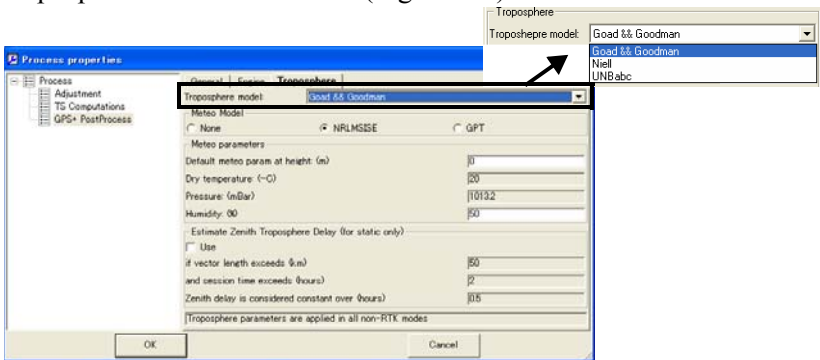 Troposphere
Troposhepre model:
Goad && Goodman
Goad && Goodman
Niell
UNBabc
Process properties
Process
Adjustment
TS Computations
GPS+ PostProcess
General
Engine
Troposphere
Troposphere model:
Goad && Goodman
Meteo Model
None
NRLMSISE
GPT
Meteo parameters
Default meteo param at height: (m)
0
Dry temperature: (~C)
20
Pressure: (mBar)
1013.2
Humidity:
50
Estimate Zenith Troposphere Delay (for static only)
Use
if vector length exceeds (km)
50
and session time exceeds (hours)
2
Zenith delay is considered constant over (hours)
0.5
Troposphere parameters are applied in all non-RTK modes
OK
Cancel